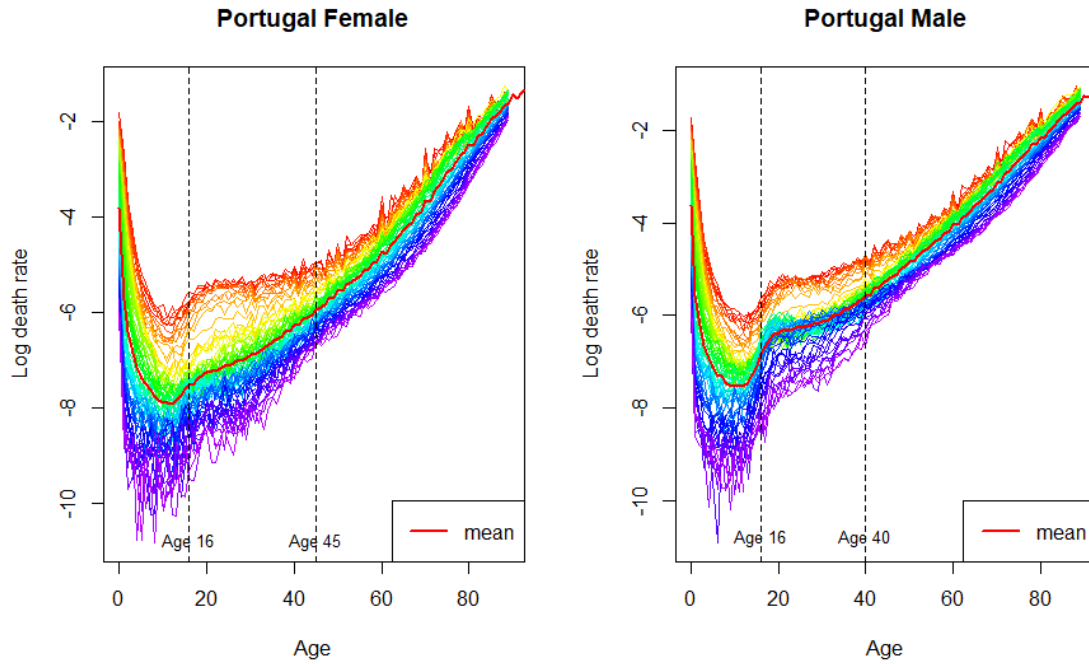 Portugal Female
Log death rate
-2
-4
-6
-8
-10
Age 16
Age 45
mean
0 20 40 60 80
Age
Portugal Male
Log death rate
-2
-4
-6
-8
-10
Age 16
Age 40
mean
0 20 40 60 80
Age